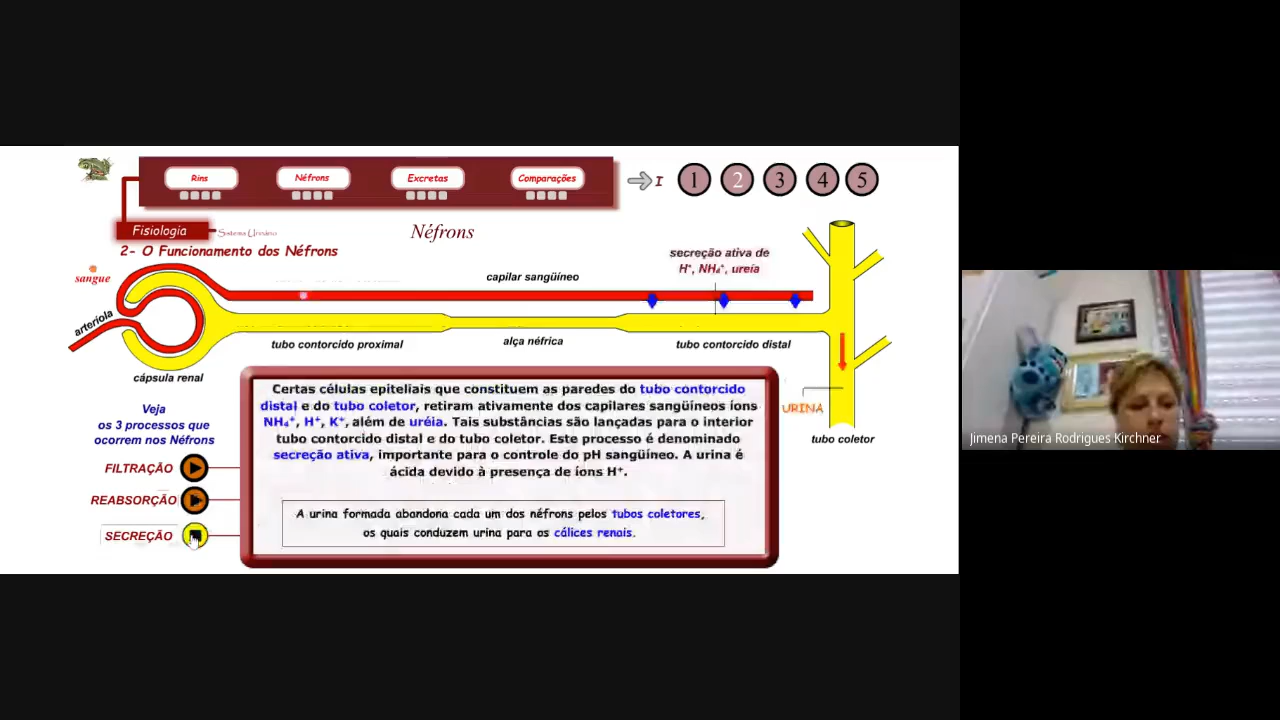 Rins
Néfrons
Excretas
Comparações
I
1
2
3
4
5
Fisiologia
Sistema Urinário
Néfrons
2- O Funcionamento dos Néfrons
sangue
arteríola
capilar sangüíneo
secreção ativa de
H⁺, NH₄⁺, ureía
tubo contorcido proximal
alça néfrica
tubo contorcido distal
cápsula renal
Veja
os 3 processos que
ocorrem nos Néfrons
FILTRAÇÃO
REABSORÇÃO
SECREÇÃO
Certas células epiteliais que constituem as paredes do tubo contorcido
distal e do tubo coletor, retiram ativamente dos capilares sangüíneos íons
NH₄⁺, H⁺, K⁺, além de uréia. Tais substâncias são lançadas para o interior
tubo contorcido distal e do tubo coletor. Este processo é denominado
secreção ativa, importante para o controle do pH sangüíneo. A urina é
ácida devido à presença de íons H⁺.
A urina formada abandona cada um dos néfrons pelos tubos coletores,
os quais conduzem urina para os cálices renais.
URINA
tubo coletor
Jimena Pereira Rodrigues Kirchner